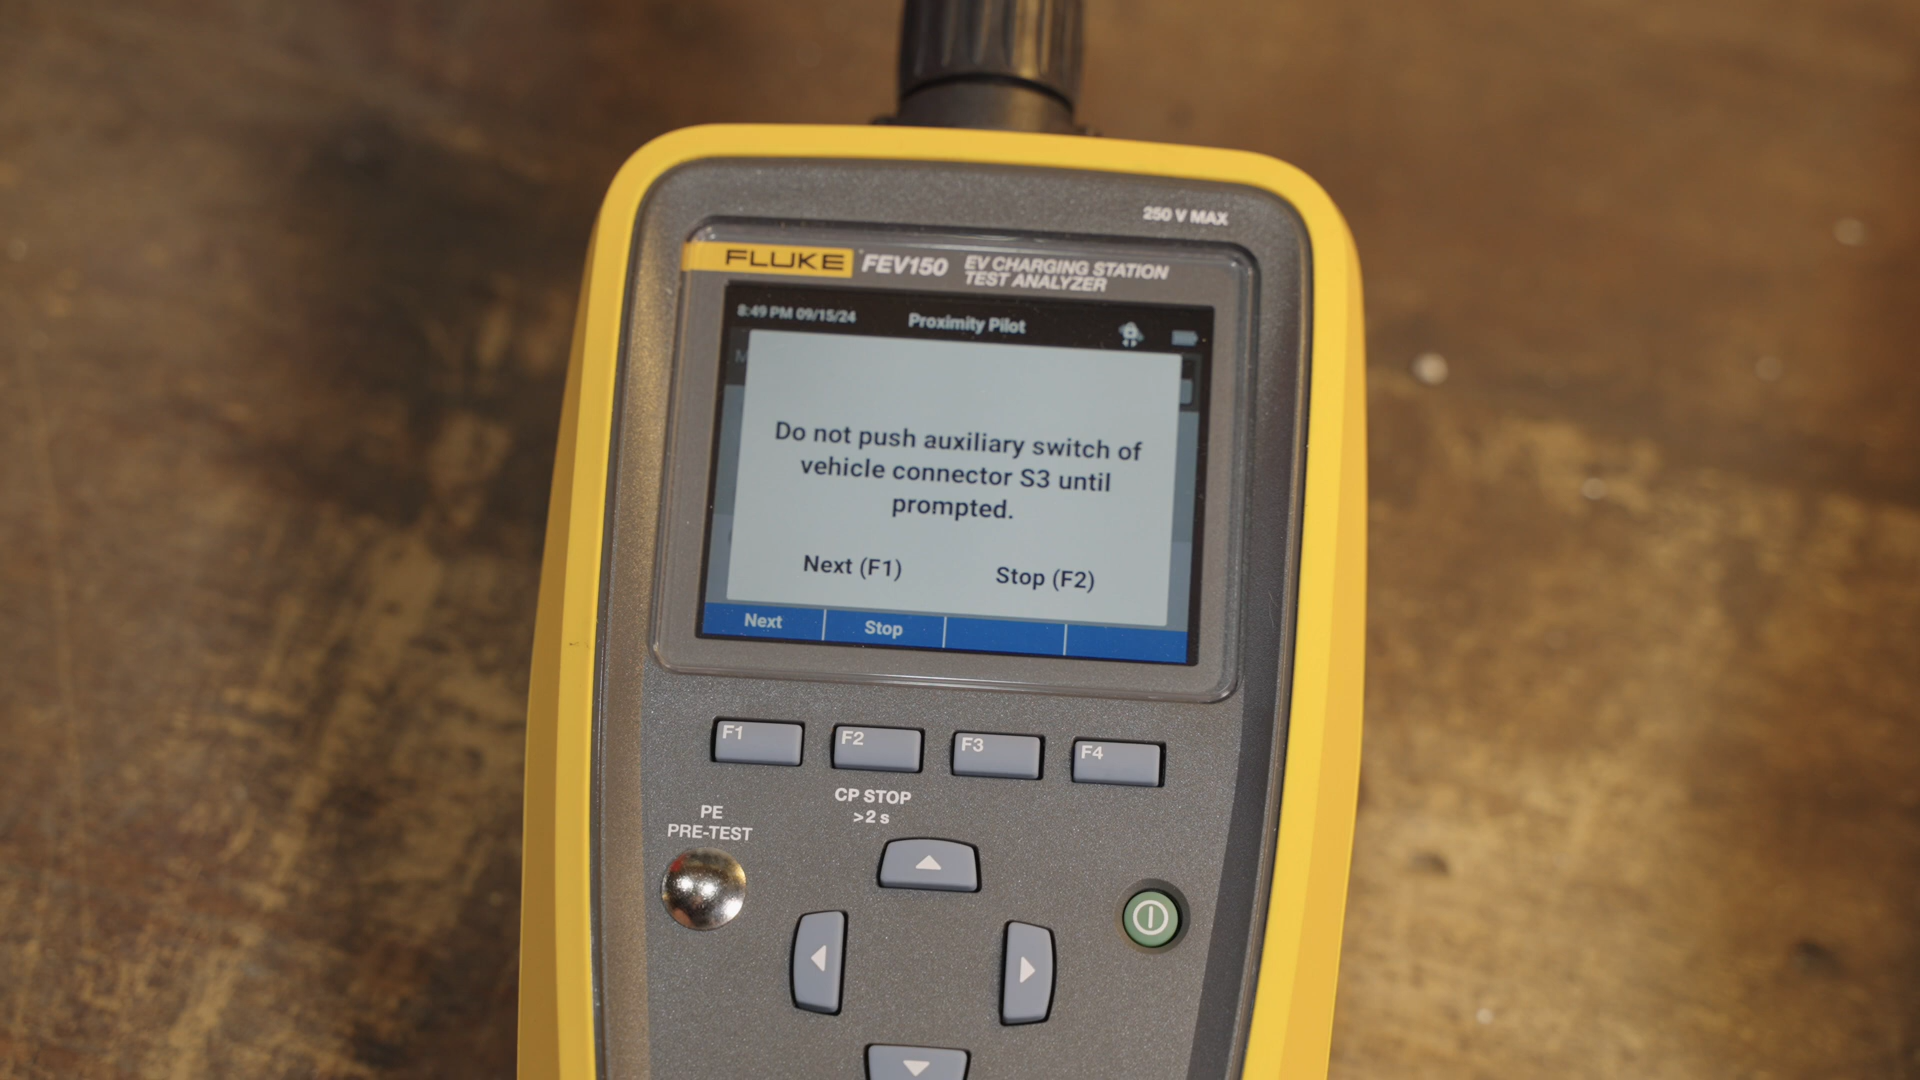 250 V MAX
FLUKE FEV150 EV CHARGING STATION
TEST ANALYZER
8:49 PM 09/15/24 Proximity Pilot
M
Do not push auxiliary switch of
vehicle connector S3 until
prompted.
Next (F1) Stop (F2)
Next Stop
F1 F2 F3 F4
CP STOP
>2 s
PE
PRE-TEST